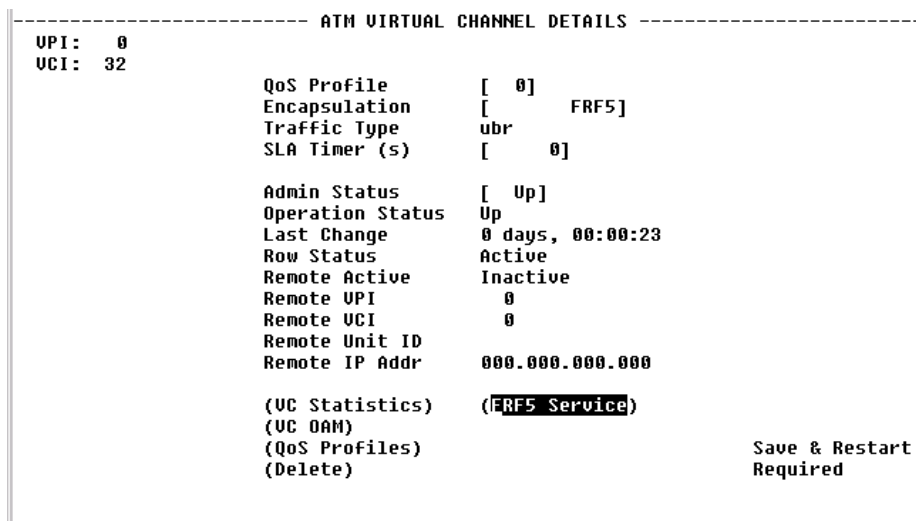 --------------------------- ATM VIRTUAL CHANNEL DETAILS ---------------------------
VPI: 0
VCI: 32
QoS Profile [ 0]
Encapsulation [ FRF5]
Traffic Type ubr
SLA Timer (s) [ 0]
Admin Status [ Up]
Operation Status Up
Last Change 0 days, 00:00:23
Row Status Active
Remote Active Inactive
Remote VPI 0
Remote VCI 0
Remote Unit ID
Remote IP Addr 000.000.000.000
(VC Statistics) (FRF5 Service)
(VC OAM)
(QoS Profiles) Save & Restart
(Delete) Required